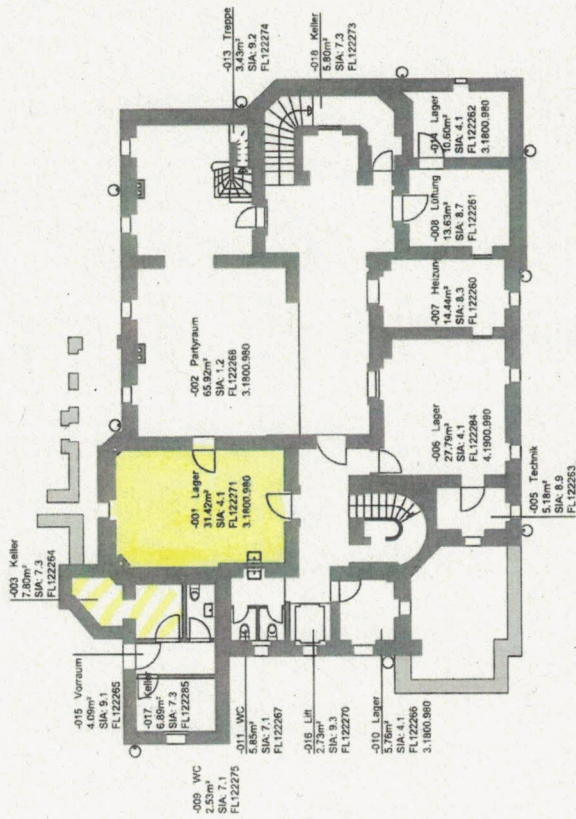 -013 Treppe
3.43m²
SIA: 9.2
FL122274
-018 Keller
5.80m²
SIA: 7.3
FL122273
-014 Lager
10.60m²
SIA: 4.1
FL122262
3.1800.980
-008 Lüftung
13.63m²
SIA: 8.7
FL122261
-007 Heizun
14.44m²
SIA: 8.3
FL122260
-002 Partyraum
65.92m²
SIA: 1.2
FL122268
3.1800.980
-006 Lager
27.79m²
SIA: 4.1
FL122284
4.1900.990
-005 Technik
5.18m²
SIA: 8.9
FL122263
-001 Lager
31.42m²
SIA: 4.1
FL122271
3.1800.980
-003 Keller
7.80m²
SIA: 7.3
FL122264
-015 Vorraum
4.09m²
SIA: 9.1
FL122265
-017 Keller
6.89m²
SIA: 7.3
FL122285
-009 WC
2.53m²
SIA: 7.1
FL122275
-011 WC
5.85m²
SIA: 7.1
FL122267
-016 Lift
2.73m²
SIA: 9.3
FL122270
-010 Lager
5.76m²
SIA: 4.1
FL122266
3.1800.980